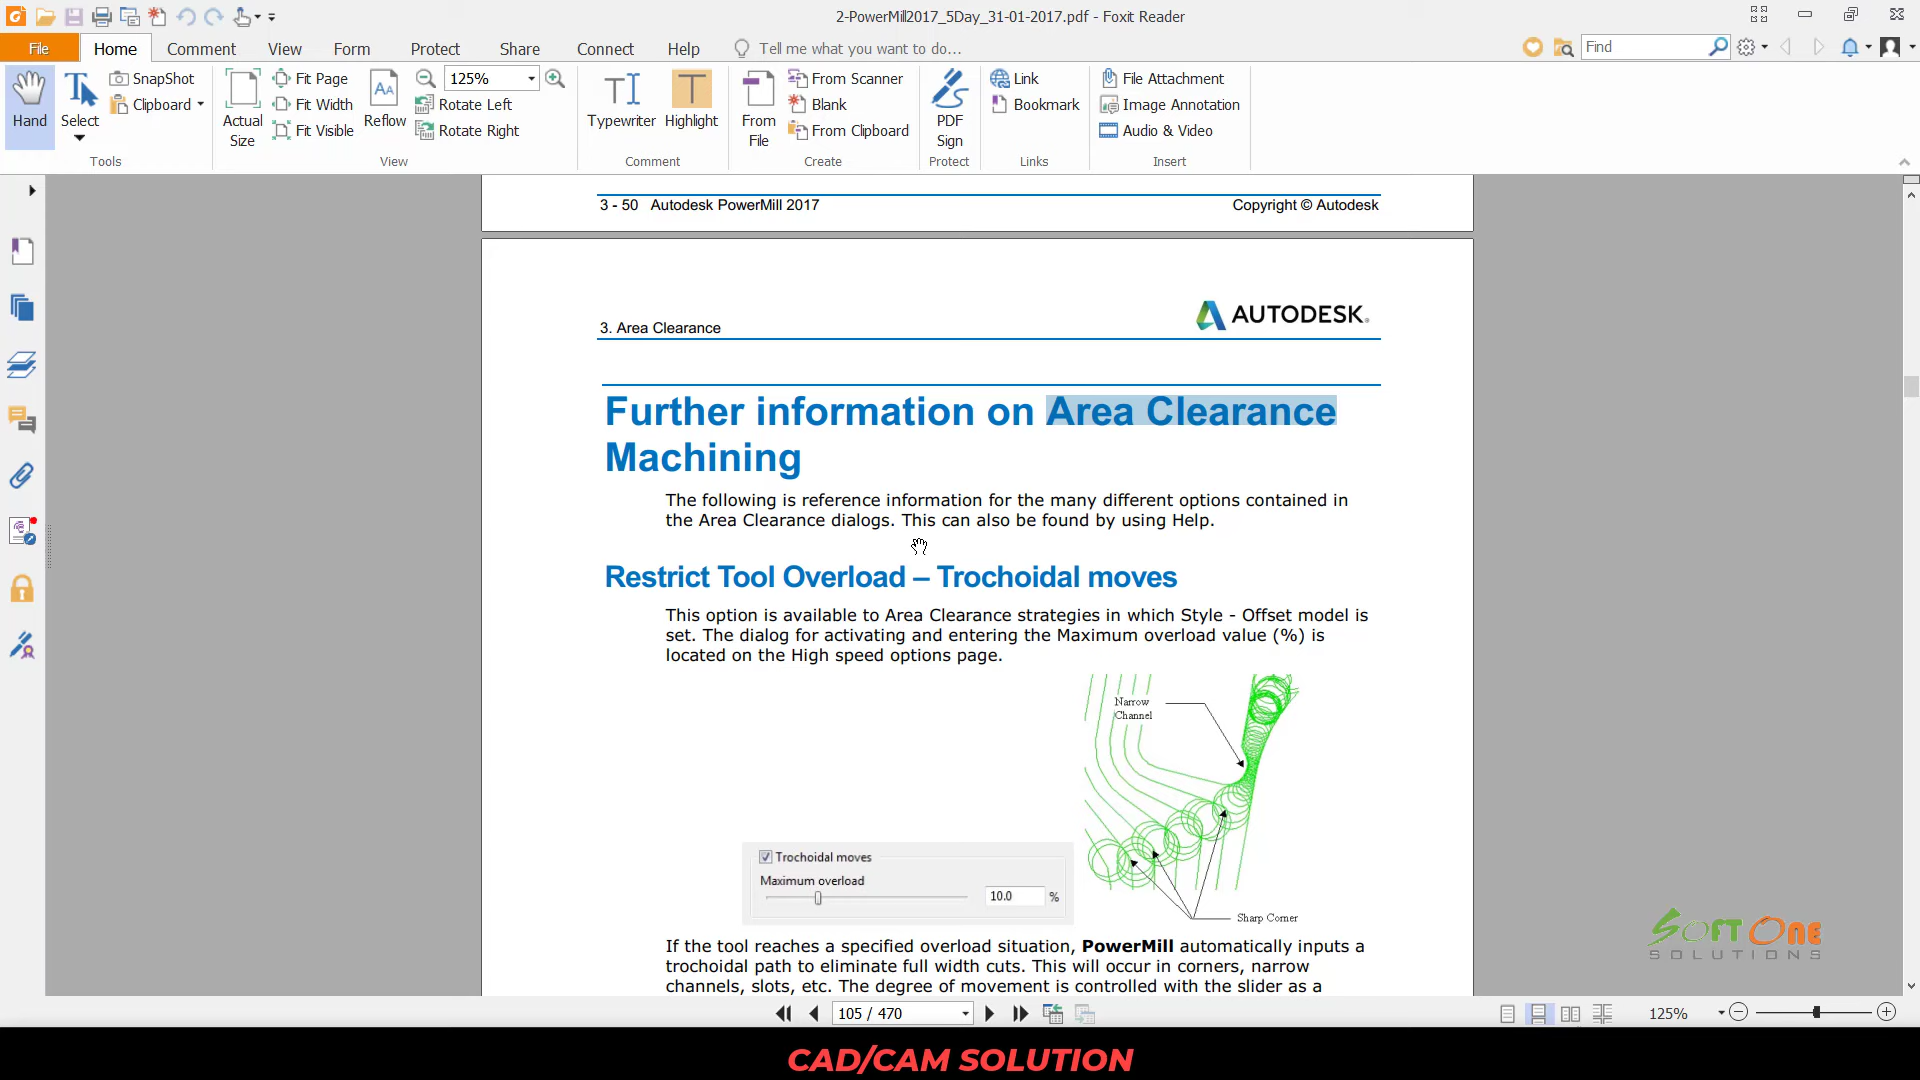 2-PowerMill2017_5Day_31-01-2017.pdf - Foxit Reader
File Home Comment View Form Protect Share Connect Help Tell me what you want to do... Find
Hand
Select
SnapShot
Clipboard
Tools
Actual Size
Fit Page
Fit Width
Fit Visible
Reflow
125%
Rotate Left
Rotate Right
View
Typewriter
Highlight
Comment
From File
From Scanner
Blank
From Clipboard
Create
PDF Sign
Protect
Link
Bookmark
Links
File Attachment
Image Annotation
Audio & Video
Insert
3 - 50 Autodesk PowerMill 2017 Copyright © Autodesk
3. Area Clearance AUTODESK.
Further information on Area Clearance
Machining
The following is reference information for the many different options contained in
the Area Clearance dialogs. This can also be found by using Help.
Restrict Tool Overload – Trochoidal moves
This option is available to Area Clearance strategies in which Style - Offset model is
set. The dialog for activating and entering the Maximum overload value (%) is
located on the High speed options page.
Narrow
Channel
Trochoidal moves
Maximum overload
10.0 %
Sharp Corner
If the tool reaches a specified overload situation, PowerMill automatically inputs a
trochoidal path to eliminate full width cuts. This will occur in corners, narrow
channels, slots, etc. The degree of movement is controlled with the slider as a
SOFT ONE
SOLUTIONS
105 / 470
125%
CAD/CAM SOLUTION